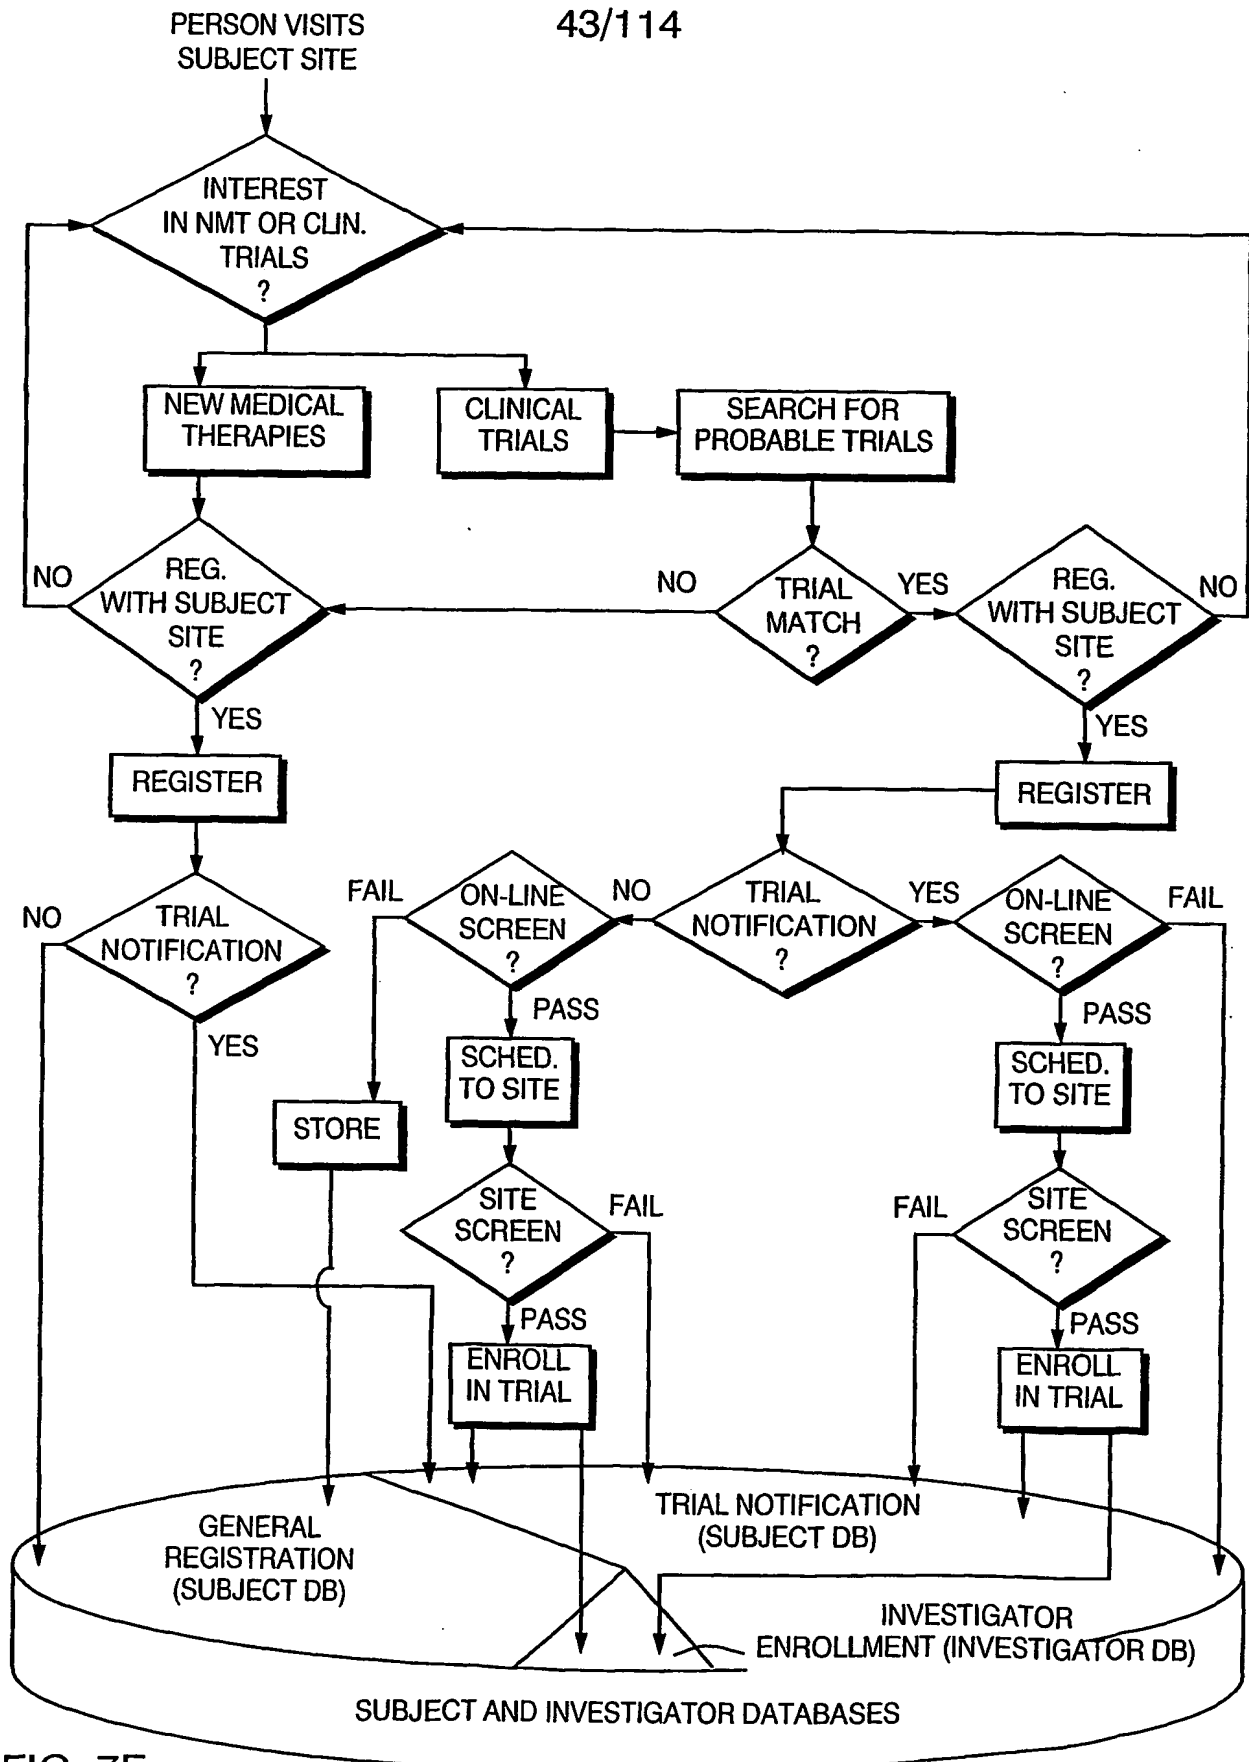 43/114
PERSON VISITS
SUBJECT SITE
INTEREST
IN NMT OR CLIN.
TRIALS
?
NEW MEDICAL
THERAPIES
CLINICAL
TRIALS
SEARCH FOR
PROBABLE TRIALS
NO
REG.
WITH SUBJECT
SITE
?
NO
TRIAL
MATCH
?
YES
REG.
WITH SUBJECT
SITE
?
NO
YES
YES
REGISTER
REGISTER
NO
TRIAL
NOTIFICATION
?
YES
FAIL
ON-LINE
SCREEN
?
NO
TRIAL
NOTIFICATION
?
YES
ON-LINE
SCREEN
?
FAIL
PASS
PASS
STORE
SCHED.
TO SITE
SCHED.
TO SITE
SITE
SCREEN
?
FAIL
FAIL
SITE
SCREEN
?
PASS
PASS
ENROLL
IN TRIAL
ENROLL
IN TRIAL
GENERAL
REGISTRATION
(SUBJECT DB)
TRIAL NOTIFICATION
(SUBJECT DB)
INVESTIGATOR
ENROLLMENT (INVESTIGATOR DB)
SUBJECT AND INVESTIGATOR DATABASES